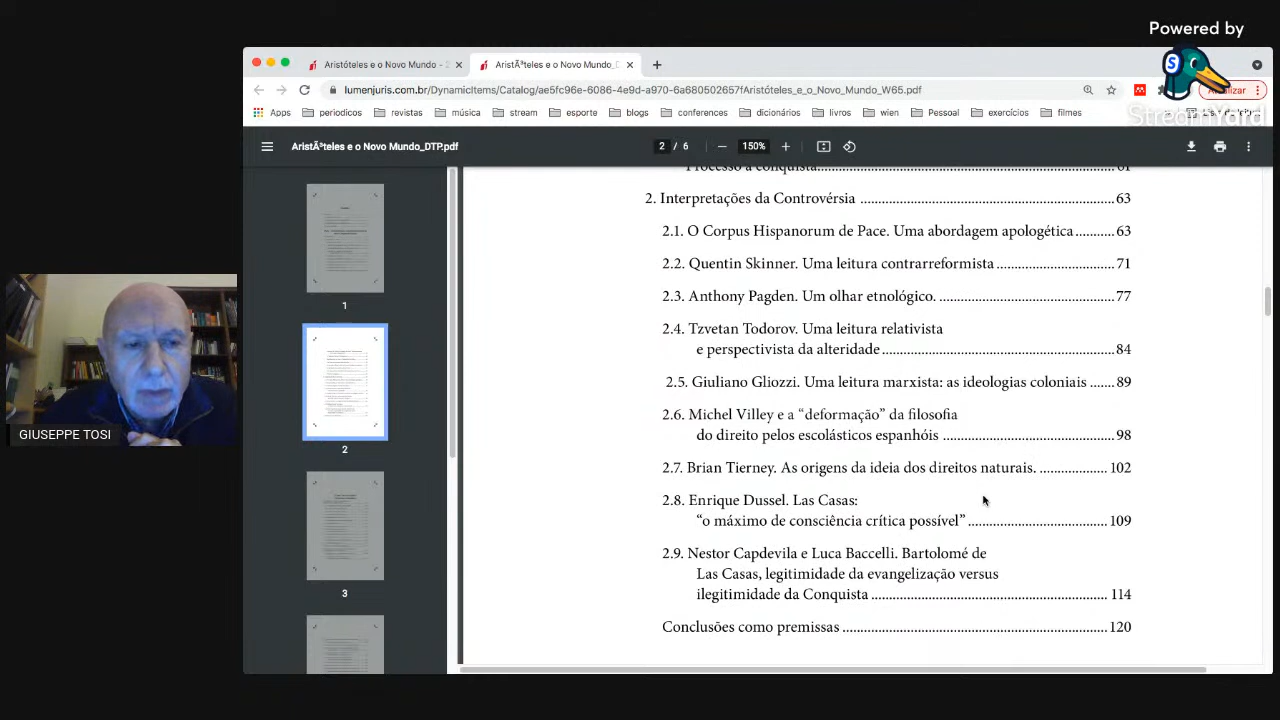 Powered by
StreamYard
Aristóteles e o Novo Mundo -
AristÃ³teles e o Novo Mundo_D
lumenjuris.com.br/DynamicItems/Catalog/ae5fc96e-6086-4e9d-a970-6a680502657fAristóteles_e_o_Novo_Mundo_W65.pdf
Apps periodicos revistas música stream esporte blogs conferences dicionários livros wien Pessoal exercícios filmes
AristÃ³teles e o Novo Mundo_DTP.pdf
2 / 6
150%
Processo à conquista 61
2. Interpretações da Controvérsia 63
2.1. O Corpus Hispanorum de Pace. Uma abordagem apologética 63
2.2. Quentin Skinner. Uma leitura contrarreformista 71
2.3. Anthony Pagden. Um olhar etnológico. 77
2.4. Tzvetan Todorov. Uma leitura relativista
e perspectivista da alteridade 84
2.5. Giuliano Gliozzi. Uma leitura marxista: as ideologias coloniais 89
2.6. Michel Villey e a “deformação” da filosofia
do direito pelos escolásticos espanhóis 98
2.7. Brian Tierney. As origens da ideia dos direitos naturais. 102
2.8. Enrique Dussel. Las Casas:
“o máximo de consciência crítica possível” 109
2.9. Nestor Capdevila e Luca Baccelli. Bartolomé de
Las Casas, legitimidade da evangelização versus
ilegitimidade da Conquista 114
Conclusões como premissas 120
1
2
3
GIUSEPPE TOSI